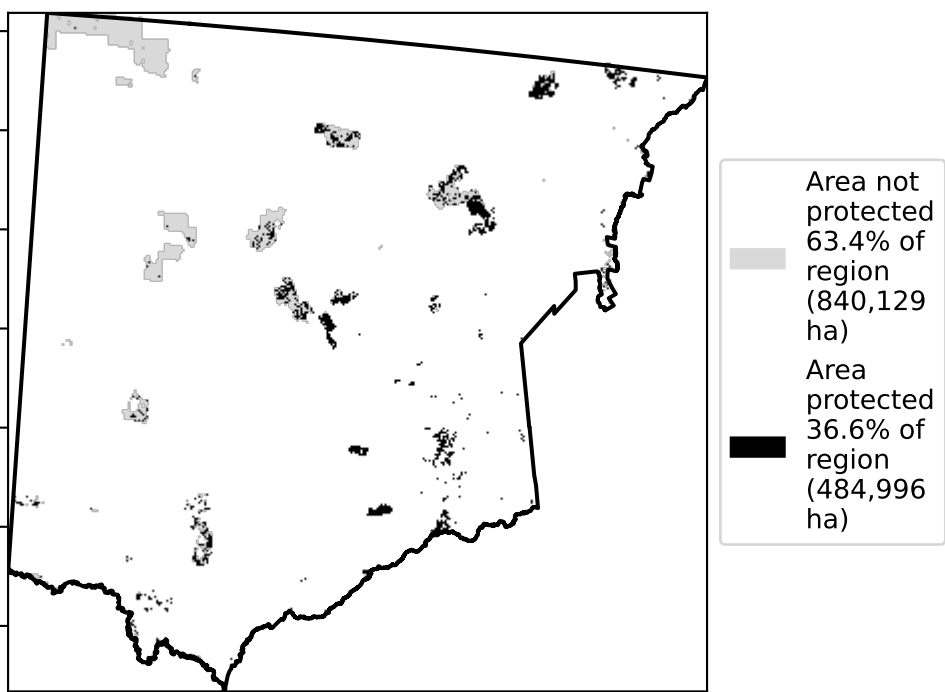 Area not
protected
63.4% of
region
(840,129
ha)
Area
protected
36.6% of
region
(484,996
ha)